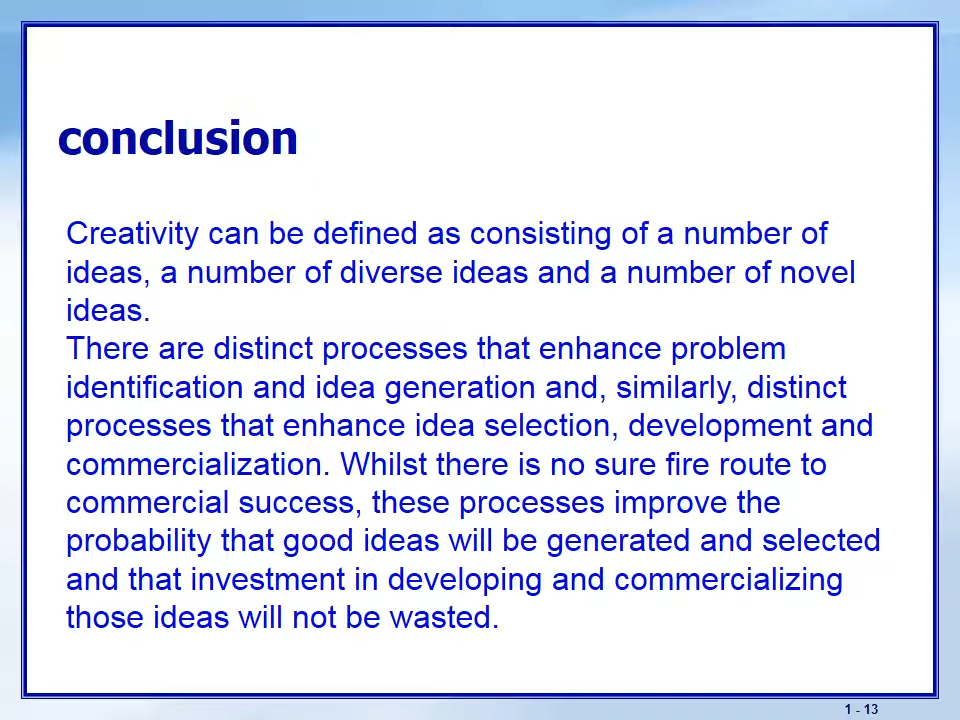 conclusion
Creativity can be defined as consisting of a number of
ideas, a number of diverse ideas and a number of novel
ideas.
There are distinct processes that enhance problem
identification and idea generation and, similarly, distinct
processes that enhance idea selection, development and
commercialization. Whilst there is no sure fire route to
commercial success, these processes improve the
probability that good ideas will be generated and selected
and that investment in developing and commercializing
those ideas will not be wasted.
1 - 13